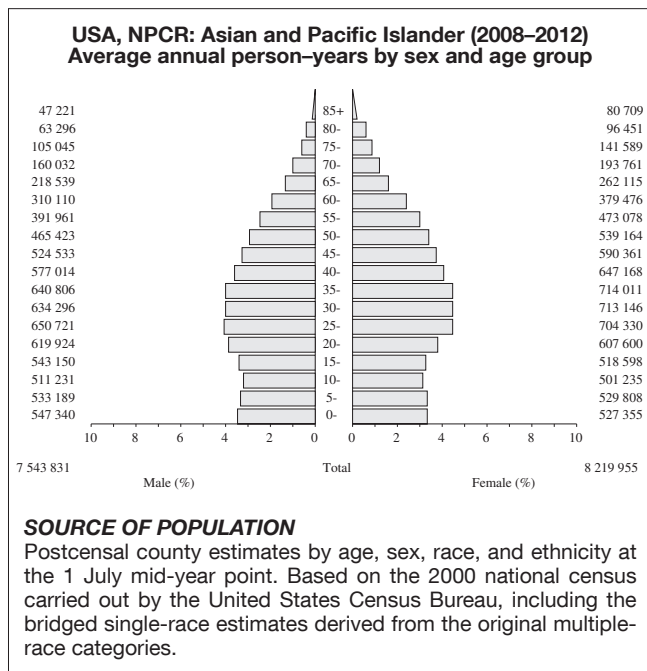 USA, NPCR: Asian and Pacific Islander (2008–2012)
Average annual person–years by sex and age group
47 221 85+ 80 709
63 296 80- 96 451
105 045 75- 141 589
160 032 70- 193 761
218 539 65- 262 115
310 110 60- 379 476
391 961 55- 473 078
465 423 50- 539 164
524 533 45- 590 361
577 014 40- 647 168
640 806 35- 714 011
634 296 30- 713 146
650 721 25- 704 330
619 924 20- 607 600
543 150 15- 518 598
511 231 10- 501 235
533 189 5- 529 808
547 340 0- 527 355
10 8 6 4 2 0 0 2 4 6 8 10
7 543 831 Total 8 219 955
Male (%) Female (%)
SOURCE OF POPULATION
Postcensal county estimates by age, sex, race, and ethnicity at
the 1 July mid-year point. Based on the 2000 national census
carried out by the United States Census Bureau, including the
bridged single-race estimates derived from the original multiple-
race categories.